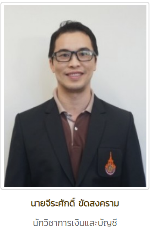 นายจีระศักดิ์ ขัดสงคราม
นักวิชาการเงินและบัญชี